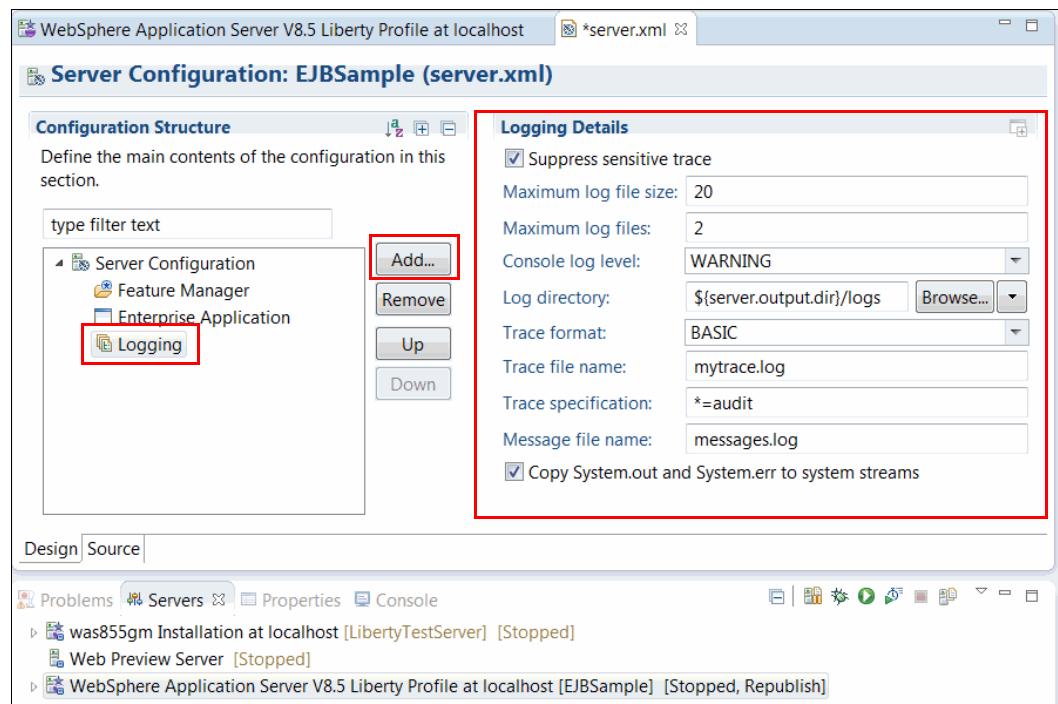 WebSphere Application Server V8.5 Liberty Profile at localhost
*server.xml
Server Configuration: EJBSample (server.xml)
Configuration Structure
Define the main contents of the configuration in this
section.
type filter text
Server Configuration
Feature Manager
Enterprise Application
Logging
Add...
Remove
Up
Down
Logging Details
Suppress sensitive trace
Maximum log file size: 20
Maximum log files: 2
Console log level: WARNING
Log directory: ${server.output.dir}/logs Browse...
Trace format: BASIC
Trace file name: mytrace.log
Trace specification: *=audit
Message file name: messages.log
Copy System.out and System.err to system streams
Design Source
Problems Servers Properties Console
was855gm Installation at localhost [LibertyTestServer] [Stopped]
Web Preview Server [Stopped]
WebSphere Application Server V8.5 Liberty Profile at localhost [EJBSample] [Stopped, Republish]